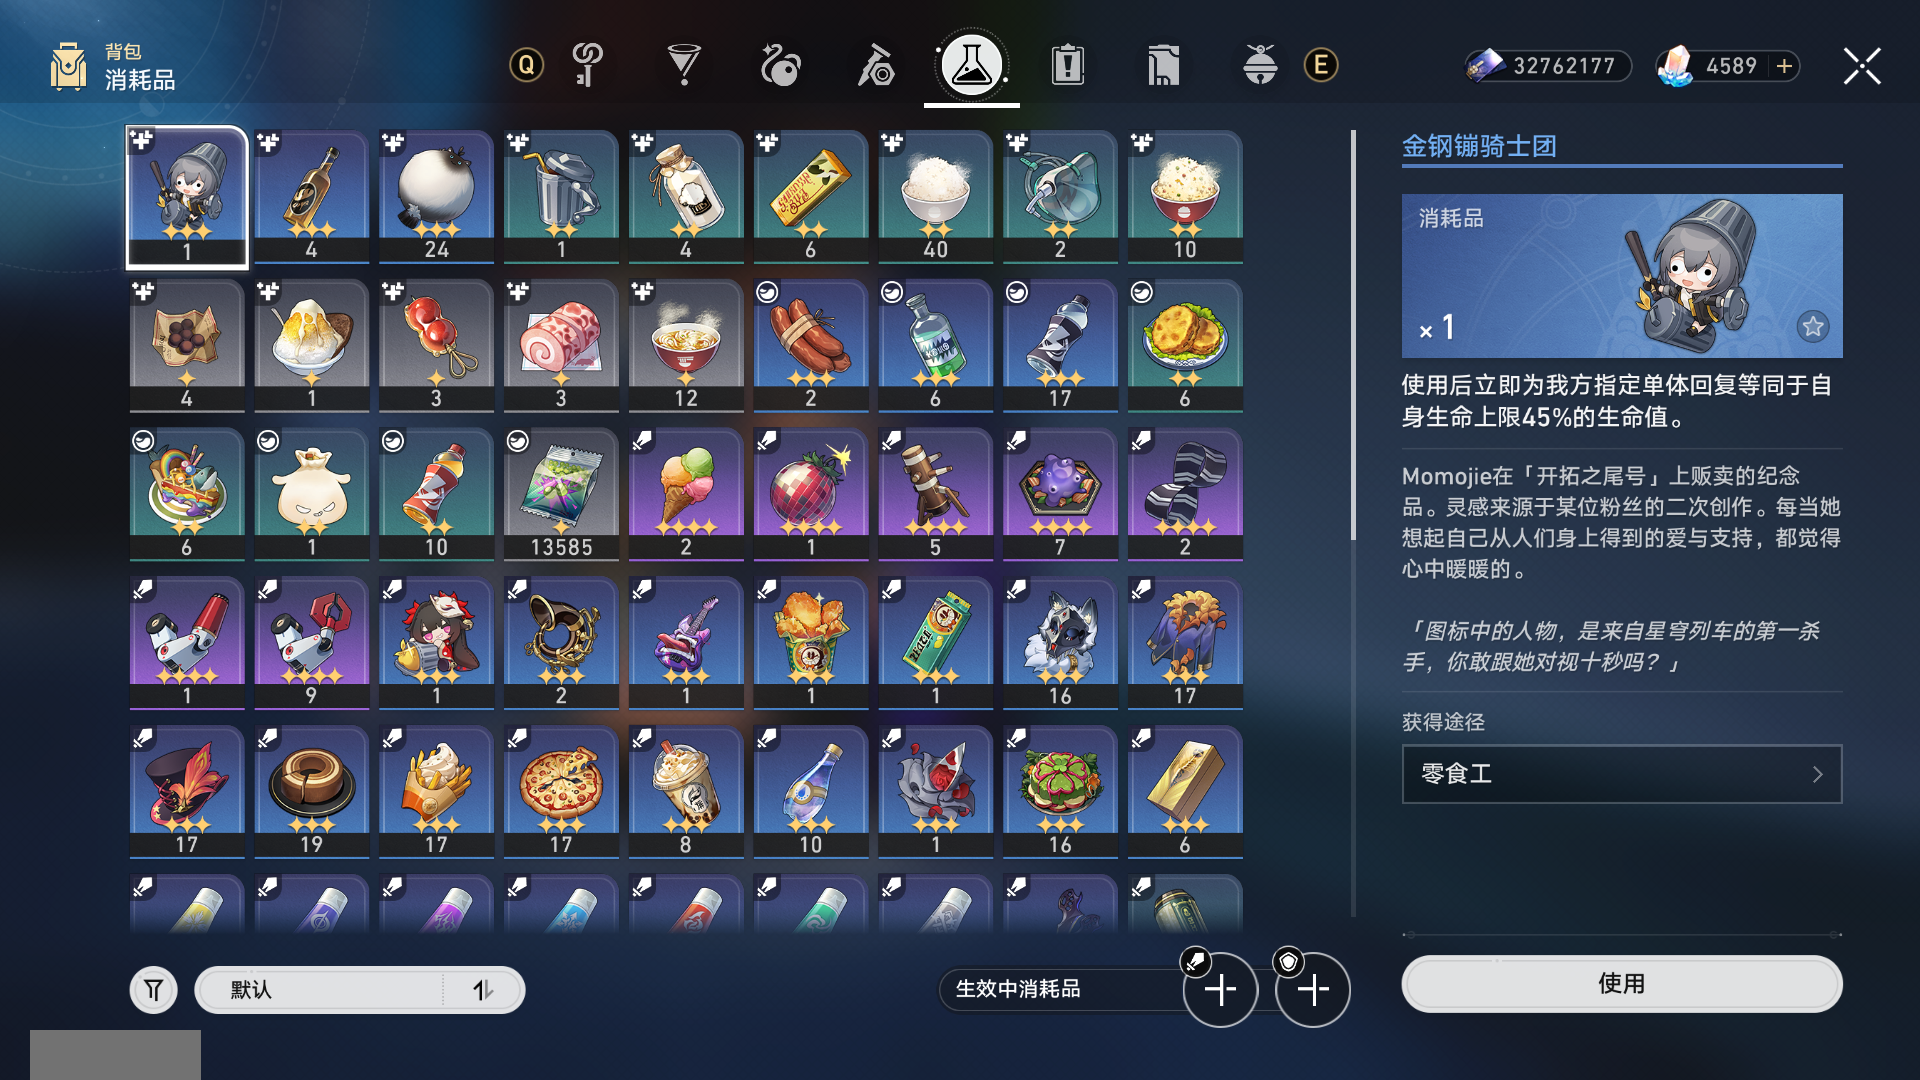 背包
消耗品
Q
E
32762177
4589
1
4
24
1
4
6
40
2
10
4
1
3
3
12
2
6
17
6
6
1
10
13585
2
1
5
7
2
1
9
1
2
1
1
1
16
17
17
19
17
17
8
10
1
16
6
默认
生效中消耗品
金钢镚骑士团
消耗品
× 1
使用后立即为我方指定单体回复等同于自
身生命上限45%的生命值。
Momojie在「开拓之尾号」上贩卖的纪念
品。灵感来源于某位粉丝的二次创作。每当她
想起自己从人们身上得到的爱与支持，都觉得
心中暖暖的。
「图标中的人物，是来自星穹列车的第一杀
手，你敢跟她对视十秒吗？」
获得途径
零食工
使用